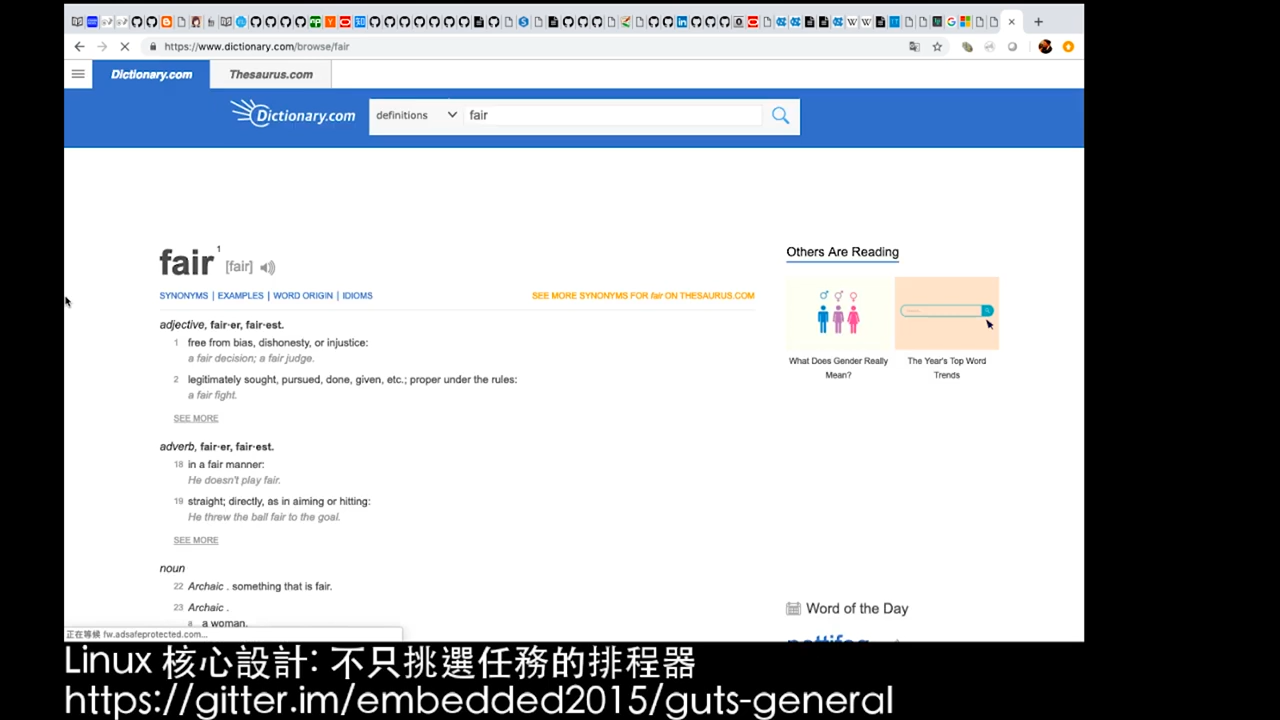 https://www.dictionary.com/browse/fair
Dictionary.com
Thesaurus.com
Dictionary.com
definitions
fair
fair 1 [fair]
SYNONYMS | EXAMPLES | WORD ORIGIN | IDIOMS
SEE MORE SYNONYMS FOR fair ON THESAURUS.COM
adjective, fair·er, fair·est.
1 free from bias, dishonesty, or injustice:
a fair decision; a fair judge.
2 legitimately sought, pursued, done, given, etc.; proper under the rules:
a fair fight.
SEE MORE
adverb, fair·er, fair·est.
18 in a fair manner:
He doesn't play fair.
19 straight; directly, as in aiming or hitting:
He threw the ball fair to the goal.
SEE MORE
noun
22 Archaic . something that is fair.
23 Archaic .
a a woman.
Others Are Reading
What Does Gender Really
Mean?
The Year's Top Word
Trends
Word of the Day
正在等候 fw.adsafeprotected.com...
Linux 核心設計: 不只挑選任務的排程器
https://gitter.im/embedded2015/guts-general